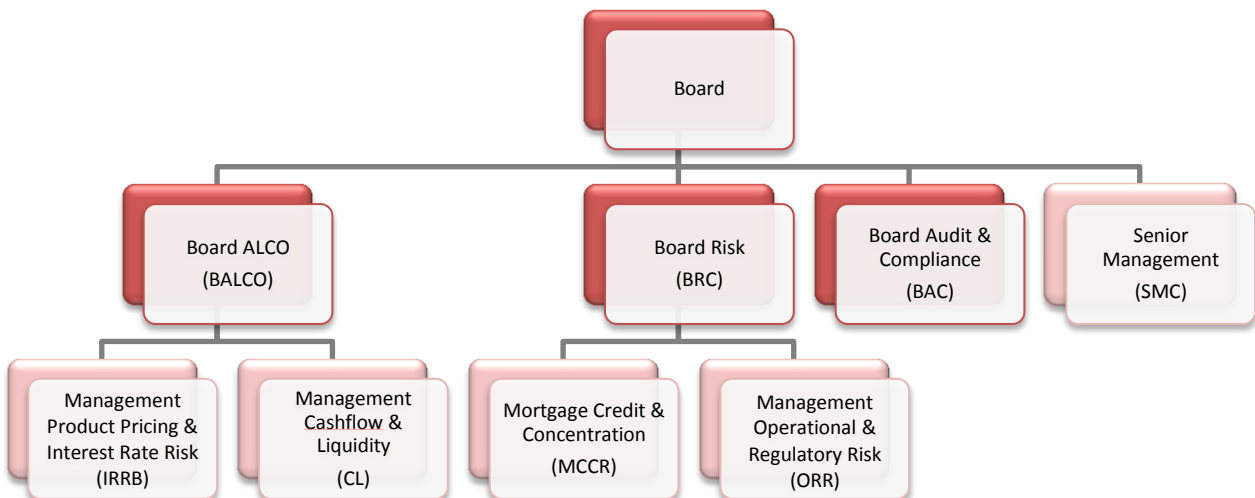 Board
Board ALCO
(BALCO)
Board Risk
(BRC)
Board Audit &
Compliance
(BAC)
Senior
Management
(SMC)
Management
Product Pricing &
Interest Rate Risk
(IRRB)
Management
Cashflow &
Liquidity
(CL)
Mortgage Credit &
Concentration
(MCCR)
Management
Operational &
Regulatory Risk
(ORR)